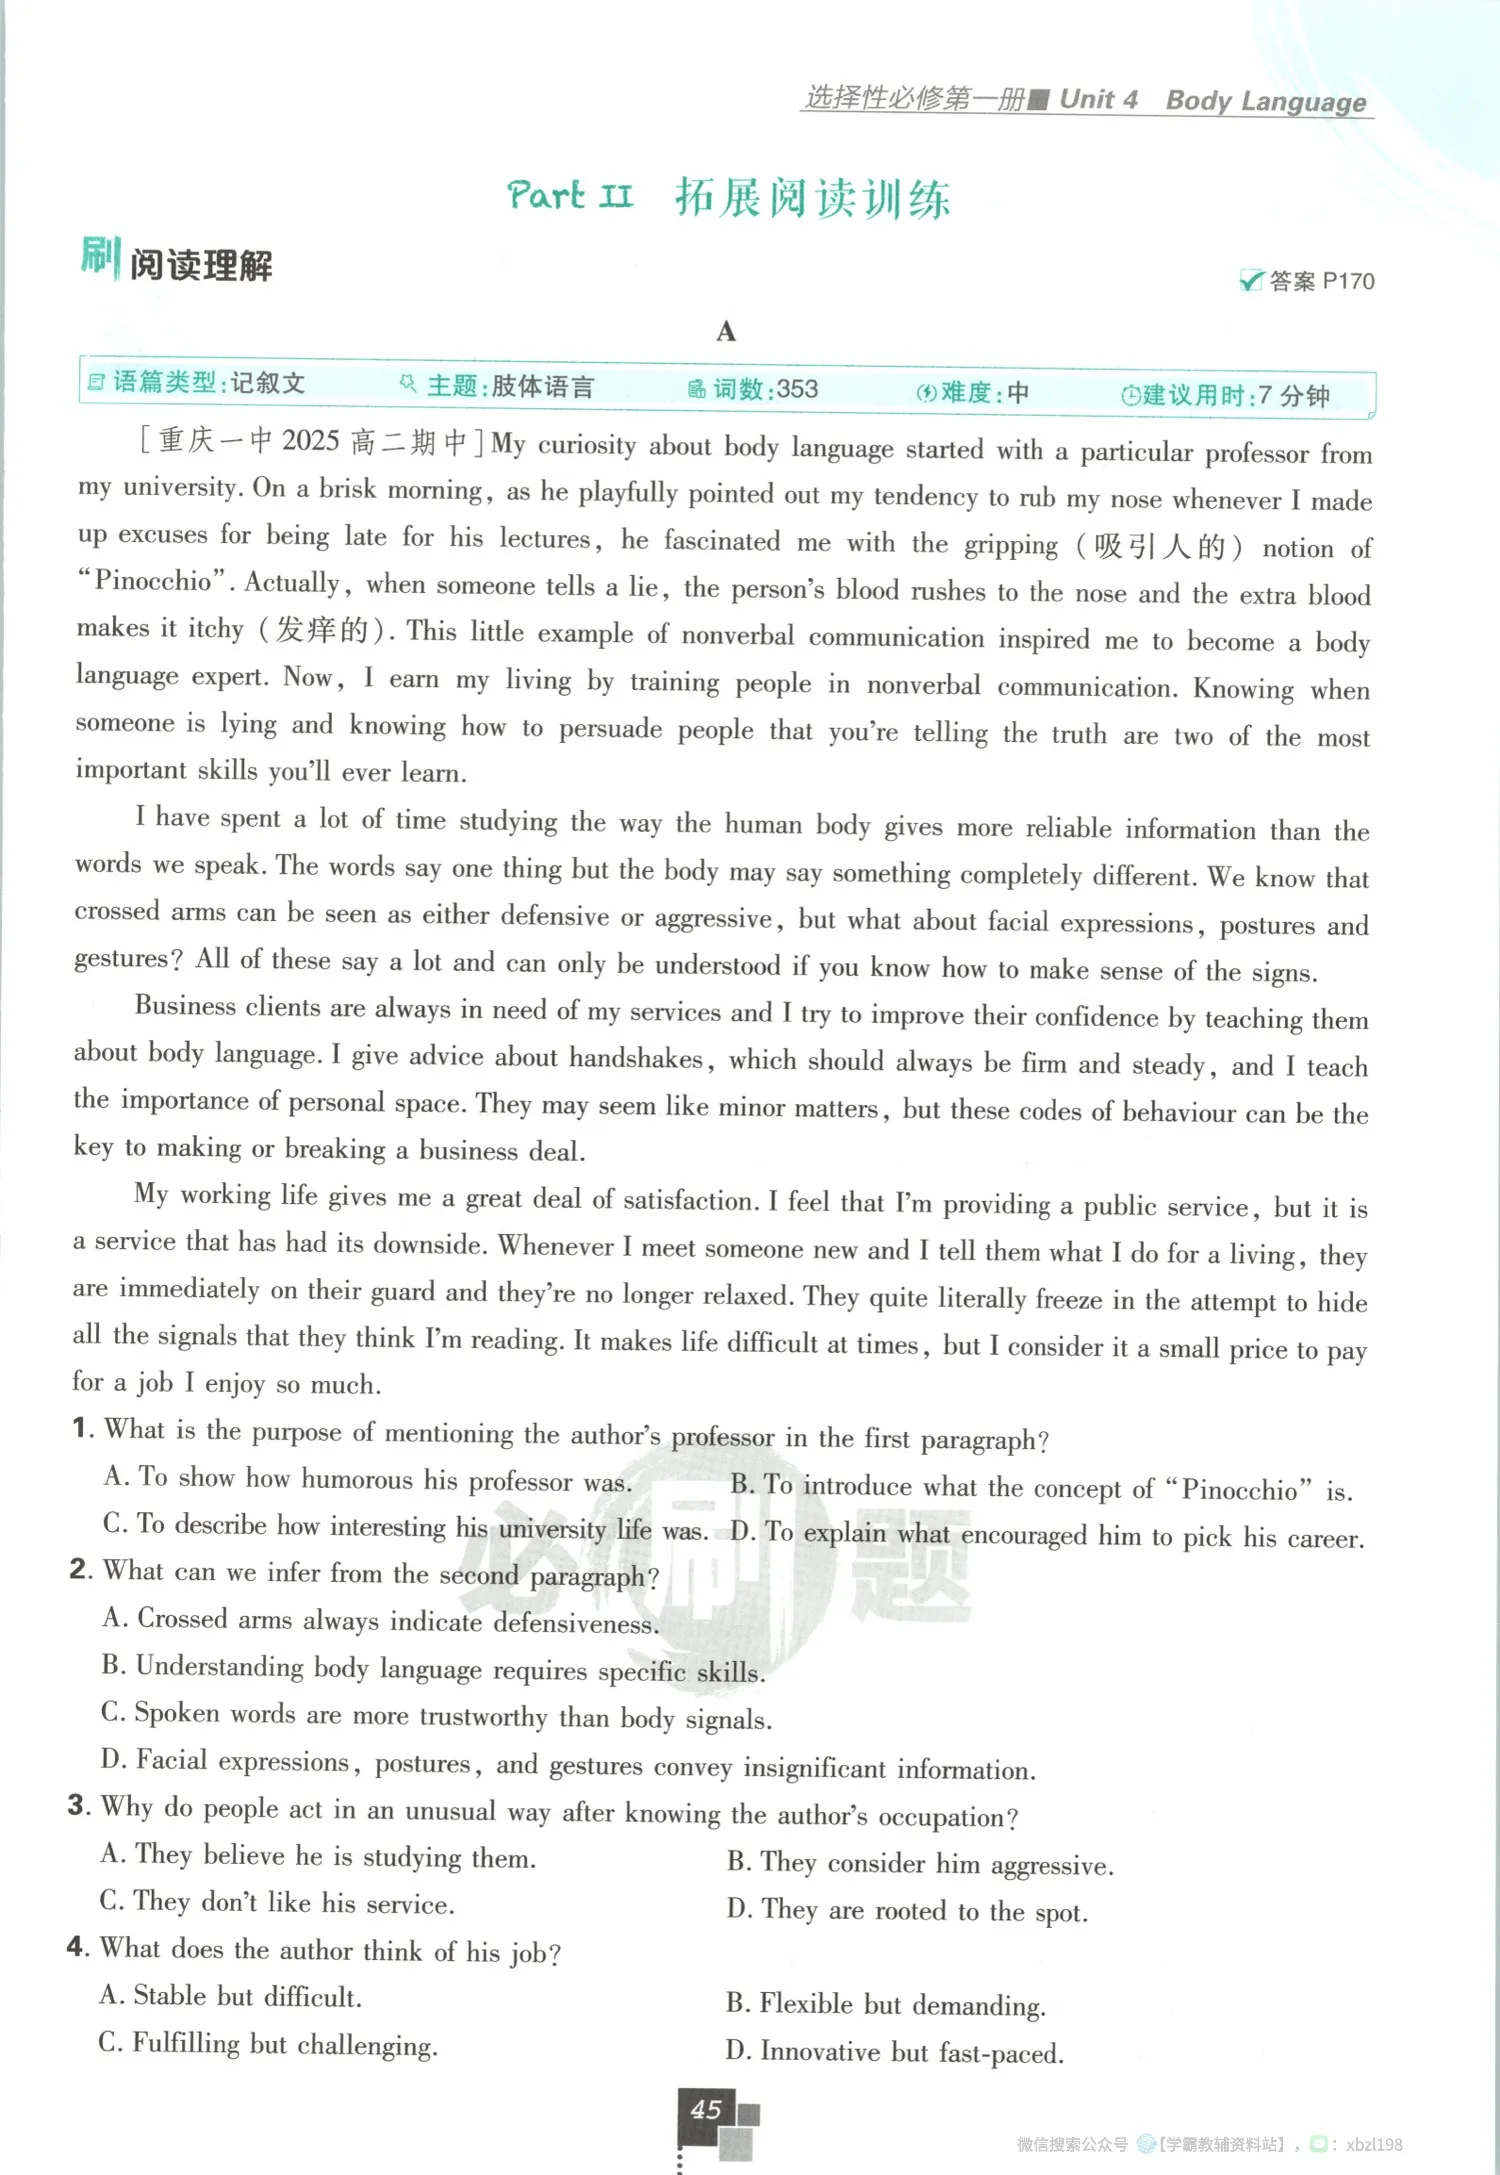 选择性必修第一册■ Unit 4 Body Language
Part II 拓展阅读训练
刷 阅读理解
答案 P170
A
语篇类型:记叙文 主题:肢体语言 词数:353 难度:中 建议用时:7 分钟
[重庆一中 2025 高二期中]My curiosity about body language started with a particular professor from
my university. On a brisk morning, as he playfully pointed out my tendency to rub my nose whenever I made
up excuses for being late for his lectures, he fascinated me with the gripping (吸引人的) notion of
“Pinocchio”. Actually, when someone tells a lie, the person’s blood rushes to the nose and the extra blood
makes it itchy (发痒的). This little example of nonverbal communication inspired me to become a body
language expert. Now, I earn my living by training people in nonverbal communication. Knowing when
someone is lying and knowing how to persuade people that you’re telling the truth are two of the most
important skills you’ll ever learn.
I have spent a lot of time studying the way the human body gives more reliable information than the
words we speak. The words say one thing but the body may say something completely different. We know that
crossed arms can be seen as either defensive or aggressive, but what about facial expressions, postures and
gestures? All of these say a lot and can only be understood if you know how to make sense of the signs.
Business clients are always in need of my services and I try to improve their confidence by teaching them
about body language. I give advice about handshakes, which should always be firm and steady, and I teach
the importance of personal space. They may seem like minor matters, but these codes of behaviour can be the
key to making or breaking a business deal.
My working life gives me a great deal of satisfaction. I feel that I’m providing a public service, but it is
a service that has had its downside. Whenever I meet someone new and I tell them what I do for a living, they
are immediately on their guard and they’re no longer relaxed. They quite literally freeze in the attempt to hide
all the signals that they think I’m reading. It makes life difficult at times, but I consider it a small price to pay
for a job I enjoy so much.
1. What is the purpose of mentioning the author’s professor in the first paragraph?
A. To show how humorous his professor was. B. To introduce what the concept of “Pinocchio” is.
C. To describe how interesting his university life was. D. To explain what encouraged him to pick his career.
2. What can we infer from the second paragraph?
A. Crossed arms always indicate defensiveness.
B. Understanding body language requires specific skills.
C. Spoken words are more trustworthy than body signals.
D. Facial expressions, postures, and gestures convey insignificant information.
3. Why do people act in an unusual way after knowing the author’s occupation?
A. They believe he is studying them. B. They consider him aggressive.
C. They don’t like his service. D. They are rooted to the spot.
4. What does the author think of his job?
A. Stable but difficult. B. Flexible but demanding.
C. Fulfilling but challenging. D. Innovative but fast-paced.
必刷题
45
微信搜索公众号【学霸教辅资料站】, : xbzl198